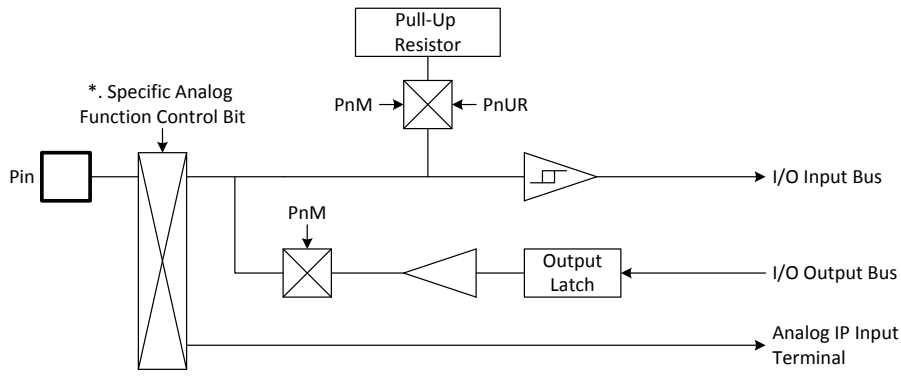 Pull-Up
Resistor
*. Specific Analog
Function Control Bit
PnM
PnUR
Pin
I/O Input Bus
PnM
Output
Latch
I/O Output Bus
Analog IP Input
Terminal